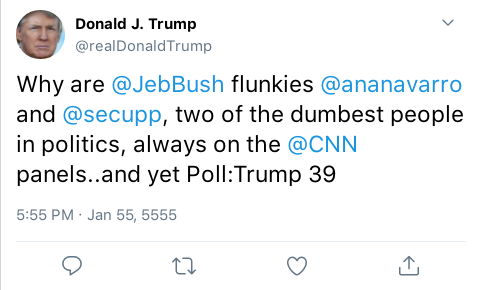 Donald J. Trump
@realDonaldTrump
Why are @JebBush flunkies @ananavarro
and @secupp, two of the dumbest people
in politics, always on the @CNN
panels..and yet Poll:Trump 39
5:55 PM · Jan 55, 5555